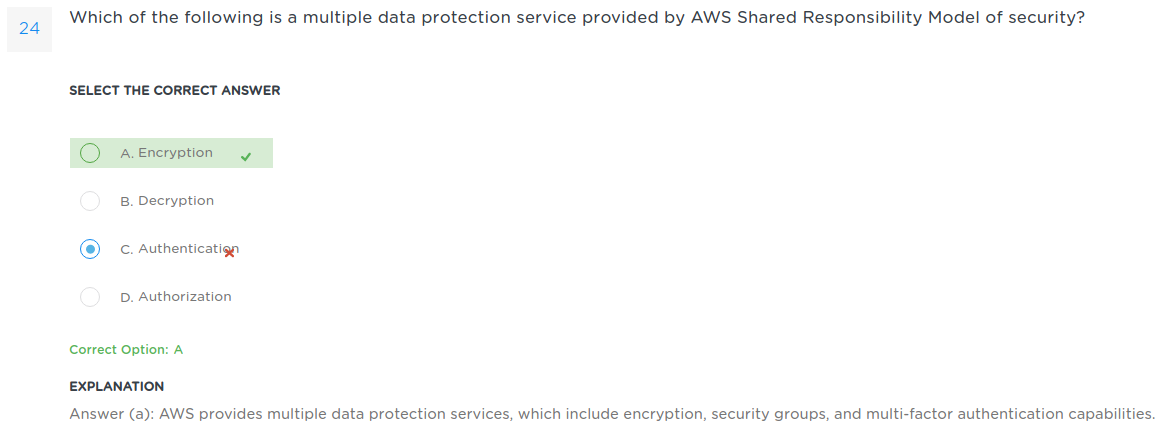 24
Which of the following is a multiple data protection service provided by AWS Shared Responsibility Model of security?
SELECT THE CORRECT ANSWER
A. Encryption
B. Decryption
C. Authentication
D. Authorization
Correct Option: A
EXPLANATION
Answer (a): AWS provides multiple data protection services, which include encryption, security groups, and multi-factor authentication capabilities.